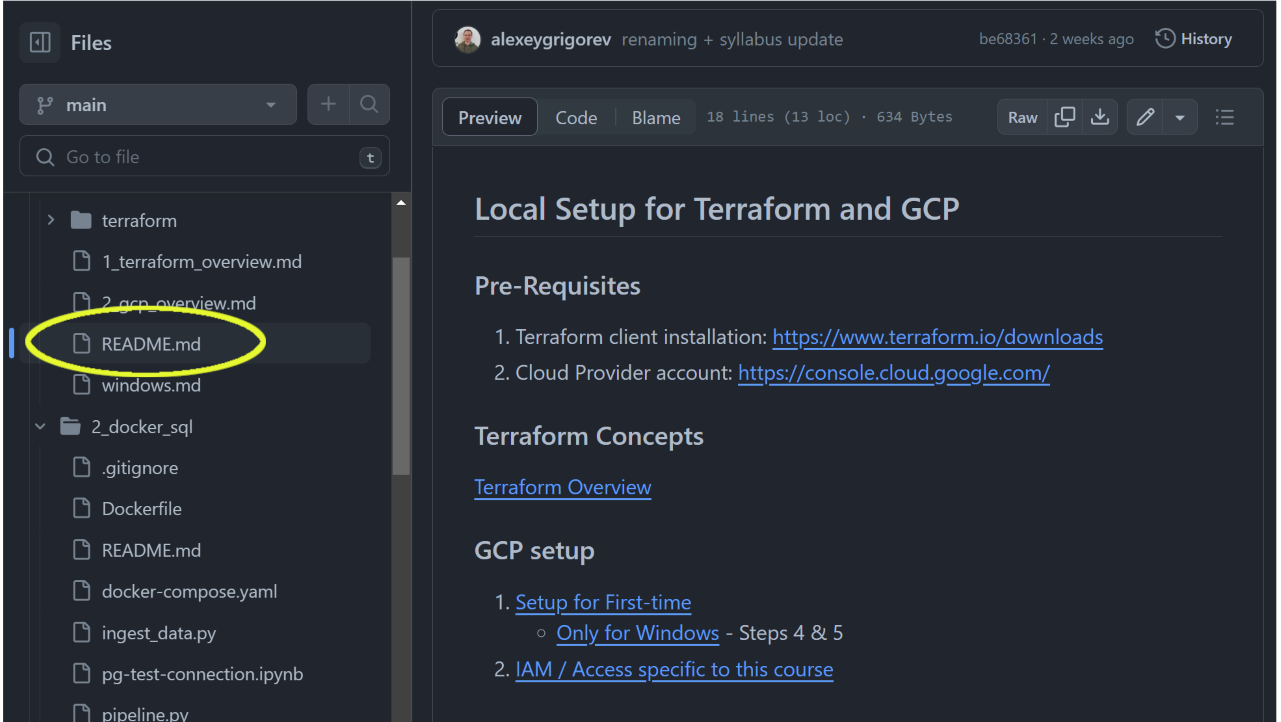 Files
main
Go to file
t
terraform
1_terraform_overview.md
2_gcp_overview.md
README.md
windows.md
2_docker_sql
.gitignore
Dockerfile
README.md
docker-compose.yaml
ingest_data.py
pg-test-connection.ipynb
pipeline.py
alexeygrigorev renaming + syllabus update be68361 · 2 weeks ago History
Preview Code Blame 18 lines (13 loc) · 634 Bytes Raw
Local Setup for Terraform and GCP
Pre-Requisites
1. Terraform client installation: https://www.terraform.io/downloads
2. Cloud Provider account: https://console.cloud.google.com/
Terraform Concepts
Terraform Overview
GCP setup
1. Setup for First-time
○ Only for Windows - Steps 4 & 5
2. IAM / Access specific to this course